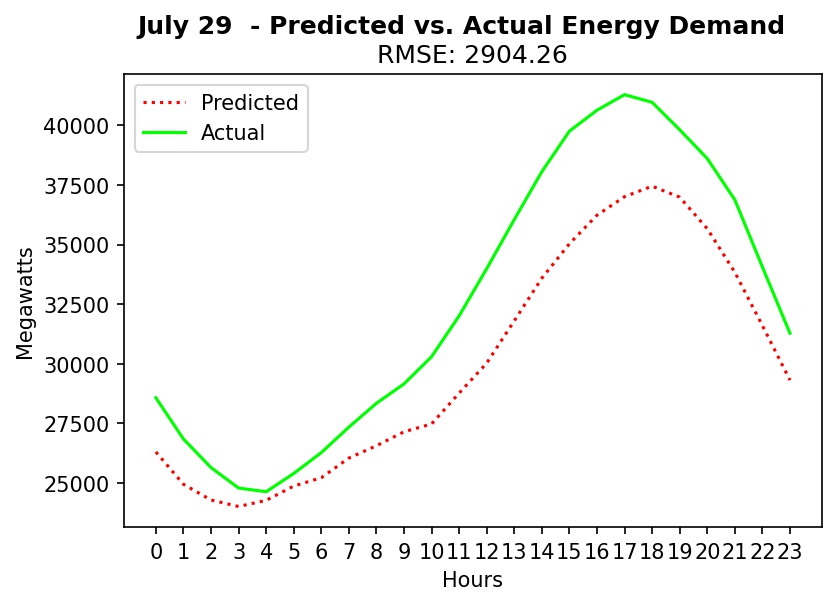 July 29  - Predicted vs. Actual Energy Demand
RMSE: 2904.26
Predicted
Actual
Megawatts
40000
37500
35000
32500
30000
27500
25000
0 1 2 3 4 5 6 7 8 9 10 11 12 13 14 15 16 17 18 19 20 21 22 23
Hours